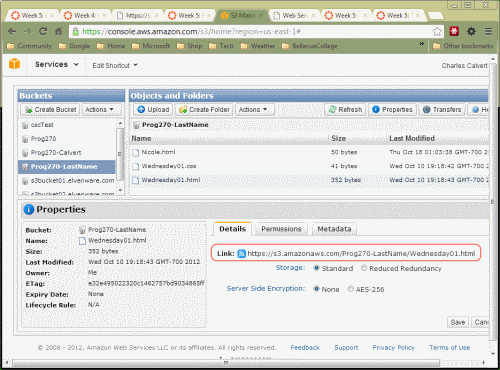 Week 5:
Week 4:
https://s
Week 5:
S3 Mana
Web Serv
Week 5:
Week 5:
https://console.aws.amazon.com/s3/home?region=us-east-1#
Community
Google
Home
Microsoft
Shop
Tech
Weather
BellevueCollege
»
Other bookmarks
Services
Edit Shortcut
Charles Calvert
Buckets
Objects and Folders
Create Bucket
Actions
Upload
Create Folder
Actions
Refresh
Properties
Transfers
He
cscTest
Prog270
Prog270-Calvert
Prog270-LastName
s3bucket01.elvenware.com
Prog270-LastName
Name Size Last Modified
Nicole.html 50 bytes Thu Oct 18 01:03:38 GMT-700 201
Wednesday01.css 41 bytes Wed Oct 10 19:18:42 GMT-700 2
Wednesday01.html 352 bytes Wed Oct 10 19:18:43 GMT-700 2
Properties
Bucket: Prog270-LastName
Name: Wednesday01.html
Size: 352 bytes
Last Modified: Wed Oct 10 19:18:43 GMT-700 2012
Owner: Me
ETag: e32e495022320c1462757bd9034865ff
Expiry Date: None
Lifecycle Rule: N/A
Details
Permissions
Metadata
Link: https://s3.amazonaws.com/Prog270-LastName/Wednesday01.html
Storage: Standard Reduced Redundancy
Server Side Encryption: None AES-256
Save
Canc
© 2008 - 2012, Amazon Web Services LLC or its affiliates. All rights reserved.
Feedback
Support
Privacy Policy
Terms of Use